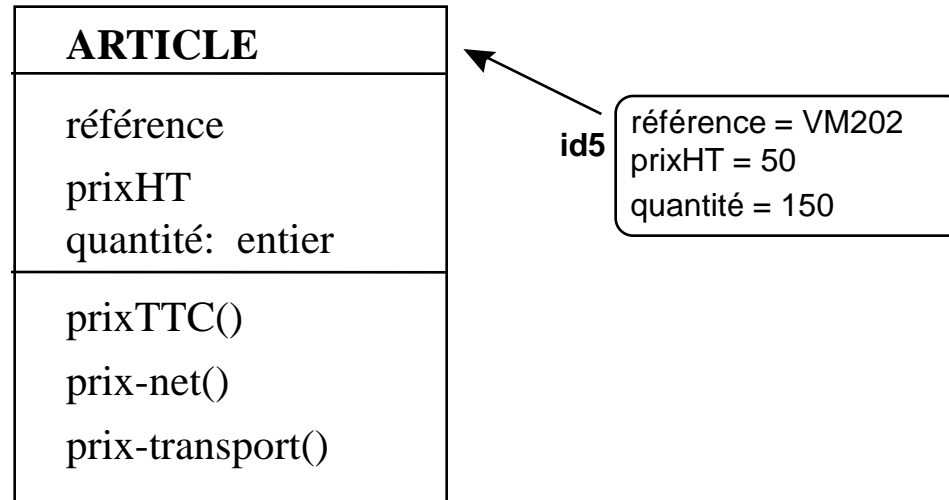 ARTICLE
référence
prixHT
quantité: entier
prixTTC()
prix-net()
prix-transport()
id5
référence = VM202
prixHT = 50
quantité = 150